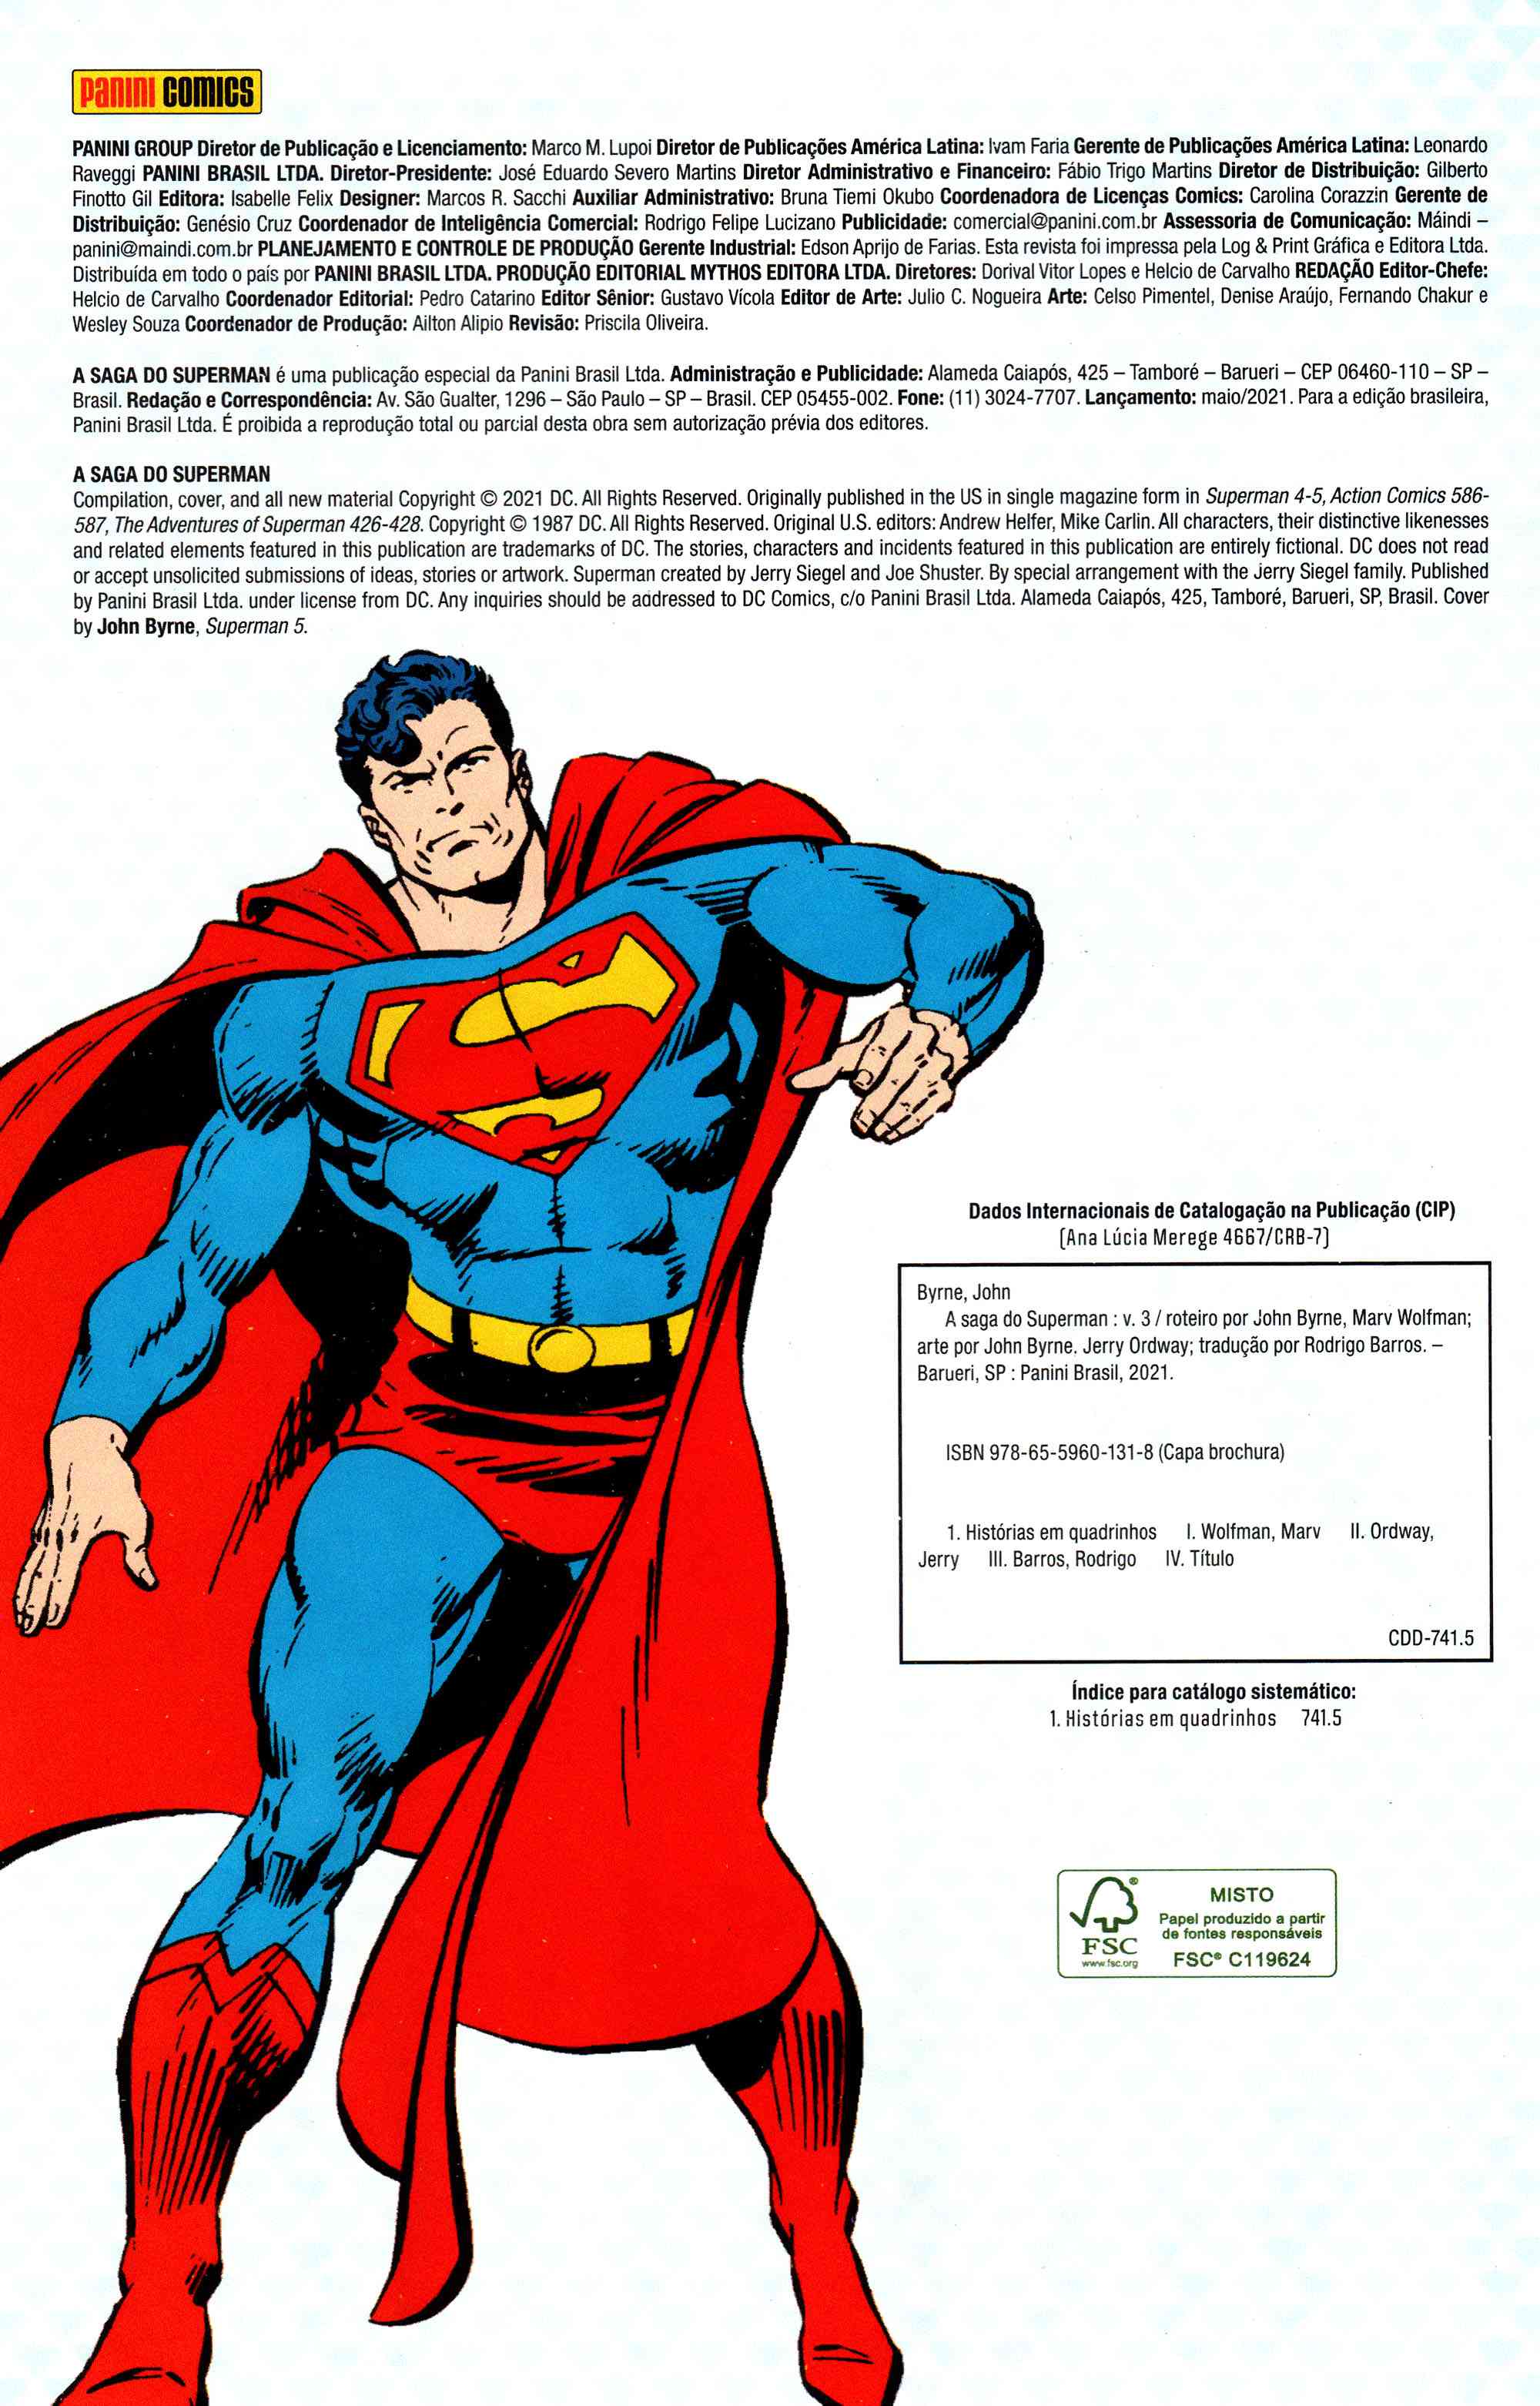 PANINI COMICS
PANINI GROUP Diretor de Publicação e Licenciamento: Marco M. Lupoi Diretor de Publicações América Latina: Ivam Faria Gerente de Publicações América Latina: Leonardo
Raveggi PANINI BRASIL LTDA. Diretor-Presidente: José Eduardo Severo Martins Diretor Administrativo e Financeiro: Fábio Trigo Martins Diretor de Distribuição: Gilberto
Finotto Gil Editora: Isabelle Felix Designer: Marcos R. Sacchi Auxiliar Administrativo: Bruna Tiemi Okubo Coordenadora de Licenças Comics: Carolina Corazzin Gerente de
Distribuição: Genésio Cruz Coordenador de Inteligência Comercial: Rodrigo Felipe Lucizano Publicidade: comercial@panini.com.br Assessoria de Comunicação: Máindi –
panini@maindi.com.br PLANEJAMENTO E CONTROLE DE PRODUÇÃO Gerente Industrial: Edson Aprijo de Farias. Esta revista foi impressa pela Log & Print Gráfica e Editora Ltda.
Distribuída em todo o país por PANINI BRASIL LTDA. PRODUÇÃO EDITORIAL MYTHOS EDITORA LTDA. Diretores: Dorival Vitor Lopes e Helcio de Carvalho REDAÇÃO Editor-Chefe:
Helcio de Carvalho Coordenador Editorial: Pedro Catarino Editor Sênior: Gustavo Vícola Editor de Arte: Julio C. Nogueira Arte: Celso Pimentel, Denise Araújo, Fernando Chakur e
Wesley Souza Coordenador de Produção: Ailton Alipio Revisão: Priscila Oliveira.
A SAGA DO SUPERMAN é uma publicação especial da Panini Brasil Ltda. Administração e Publicidade: Alameda Caiapós, 425 – Tamboré – Barueri – CEP 06460-110 – SP –
Brasil. Redação e Correspondência: Av. São Gualter, 1296 – São Paulo – SP – Brasil. CEP 05455-002. Fone: (11) 3024-7707. Lançamento: maio/2021. Para a edição brasileira,
Panini Brasil Ltda. É proibida a reprodução total ou parcial desta obra sem autorização prévia dos editores.
A SAGA DO SUPERMAN
Compilation, cover, and all new material Copyright © 2021 DC. All Rights Reserved. Originally published in the US in single magazine form in Superman 4-5, Action Comics 586-
587, The Adventures of Superman 426-428. Copyright © 1987 DC. All Rights Reserved. Original U.S. editors: Andrew Helfer, Mike Carlin. All characters, their distinctive likenesses
and related elements featured in this publication are trademarks of DC. The stories, characters and incidents featured in this publication are entirely fictional. DC does not read
or accept unsolicited submissions of ideas, stories or artwork. Superman created by Jerry Siegel and Joe Shuster. By special arrangement with the Jerry Siegel family. Published
by Panini Brasil Ltda. under license from DC. Any inquiries should be addressed to DC Comics, c/o Panini Brasil Ltda. Alameda Caiapós, 425, Tamboré, Barueri, SP, Brasil. Cover
by John Byrne, Superman 5.
Dados Internacionais de Catalogação na Publicação (CIP)
(Ana Lúcia Merege 4667/CRB-7)
Byrne, John
A saga do Superman : v. 3 / roteiro por John Byrne, Marv Wolfman;
arte por John Byrne. Jerry Ordway; tradução por Rodrigo Barros. –
Barueri, SP : Panini Brasil, 2021.
ISBN 978-65-5960-131-8 (Capa brochura)
1. Histórias em quadrinhos I. Wolfman, Marv II. Ordway,
Jerry III. Barros, Rodrigo IV. Título
CDD-741.5
Índice para catálogo sistemático:
1. Histórias em quadrinhos 741.5
FSC
www.fsc.org
MISTO
Papel produzido a partir
de fontes responsáveis
FSC® C119624